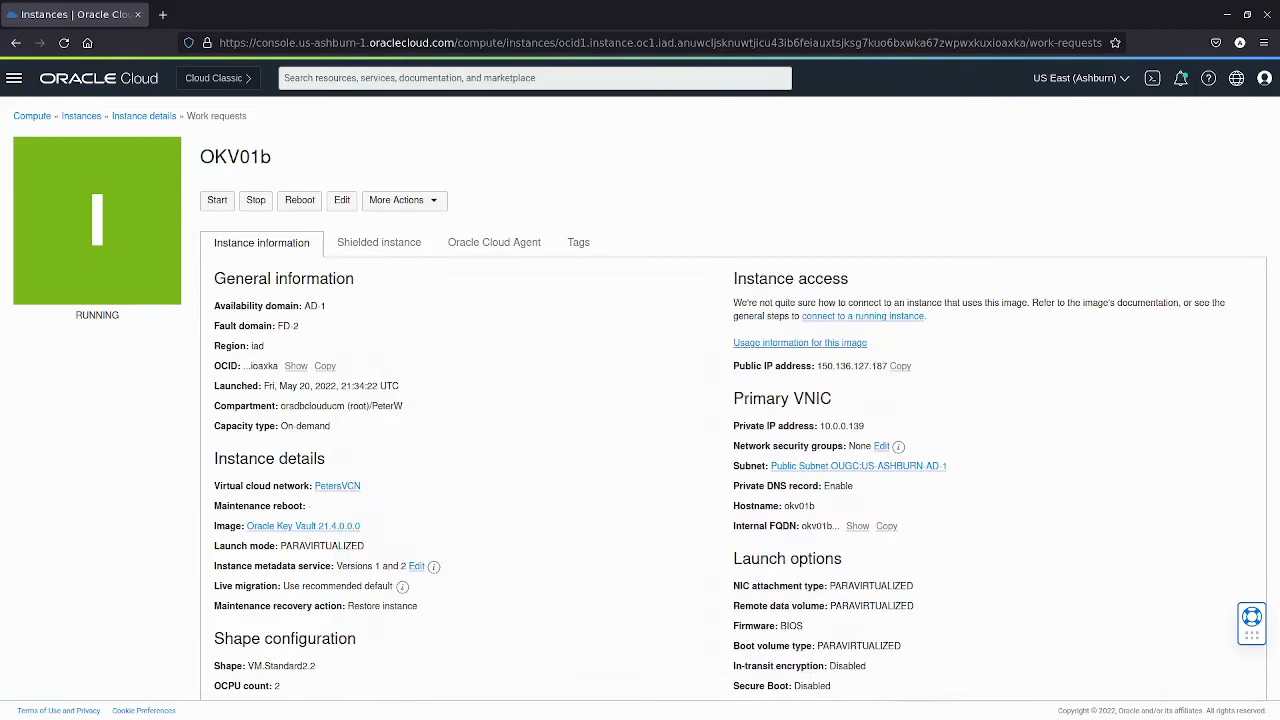 Instances | Oracle Clou
https://console.us-ashburn-1.oraclecloud.com/compute/instances/ocid1.instance.oc1.iad.anuwcljsknuwtjicu43ib6feiauxtsjksg7kuo6bxwka67zwpwxkuxioaxka/work-requests
ORACLE Cloud
Cloud Classic
Search resources, services, documentation, and marketplace
US East (Ashburn)
Compute » Instances » Instance details » Work requests
RUNNING
OKV01b
Start Stop Reboot Edit More Actions
Instance information Shielded instance Oracle Cloud Agent Tags
General information
Availability domain: AD-1
Fault domain: FD-2
Region: iad
OCID: ...ioaxka Show Copy
Launched: Fri, May 20, 2022, 21:34:22 UTC
Compartment: oradbclouducm (root)/PeterW
Capacity type: On-demand
Instance details
Virtual cloud network: PetersVCN
Maintenance reboot: -
Image: Oracle Key Vault 21.4.0.0.0
Launch mode: PARAVIRTUALIZED
Instance metadata service: Versions 1 and 2 Edit
Live migration: Use recommended default
Maintenance recovery action: Restore instance
Shape configuration
Shape: VM.Standard2.2
OCPU count: 2
Instance access
We're not quite sure how to connect to an instance that uses this image. Refer to the image's documentation, or see the
general steps to connect to a running instance.
Usage information for this image
Public IP address: 150.136.127.187 Copy
Primary VNIC
Private IP address: 10.0.0.139
Network security groups: None Edit
Subnet: Public Subnet OUGC:US-ASHBURN-AD-1
Private DNS record: Enable
Hostname: okv01b
Internal FQDN: okv01b... Show Copy
Launch options
NIC attachment type: PARAVIRTUALIZED
Remote data volume: PARAVIRTUALIZED
Firmware: BIOS
Boot volume type: PARAVIRTUALIZED
In-transit encryption: Disabled
Secure Boot: Disabled
Terms of Use and Privacy Cookie Preferences
Copyright © 2022, Oracle and/or its affiliates. All rights reserved.